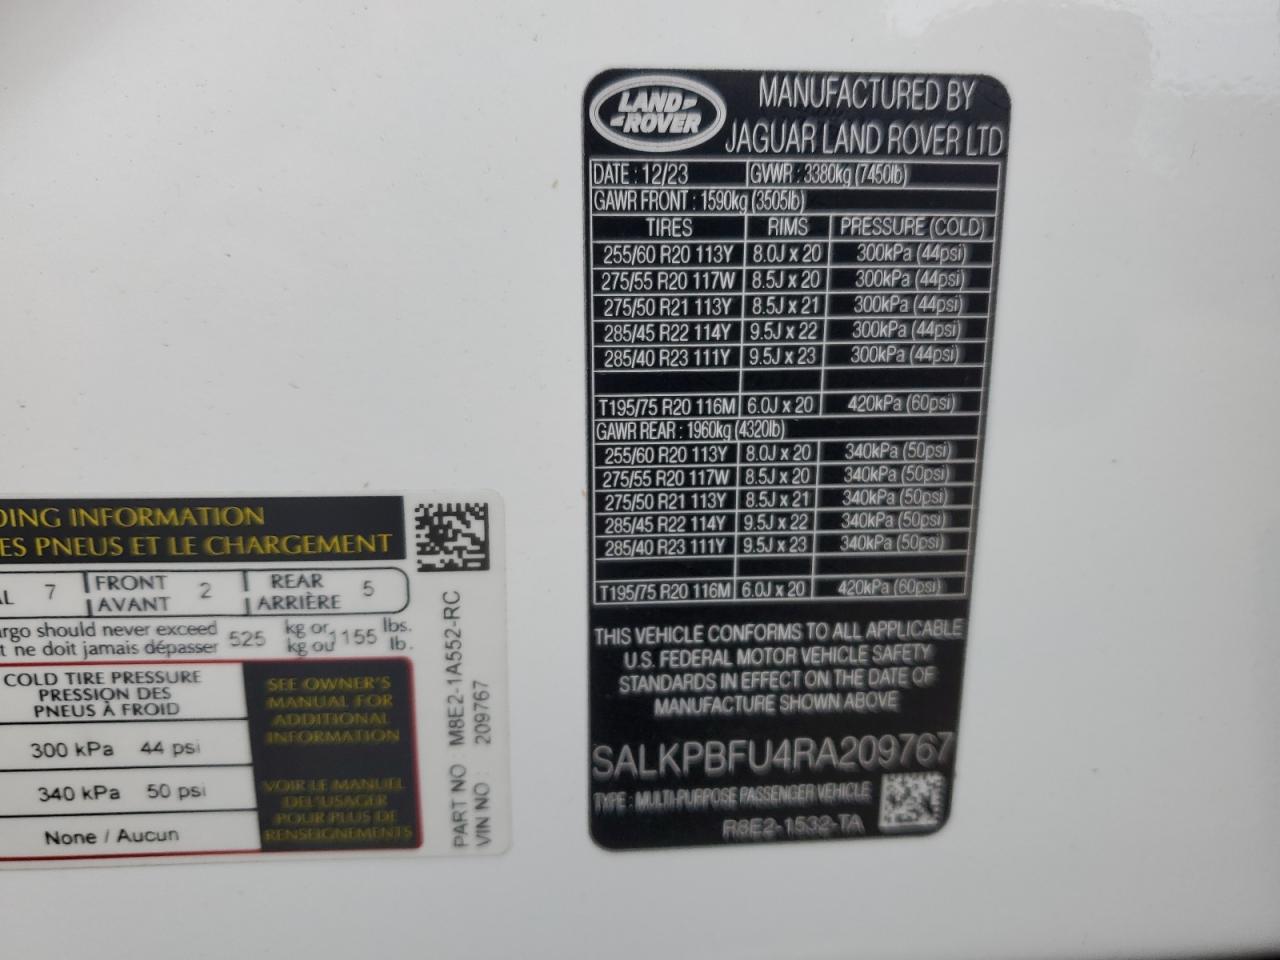 LAND-
-ROVER
MANUFACTURED BY
JAGUAR LAND ROVER LTD
DATE : 12/23 GVWR : 3380kg (7450lb)
GAWR FRONT : 1590kg (3505lb)
TIRES RIMS PRESSURE (COLD)
255/60 R20 113Y 8.0J x 20 300kPa (44psi)
275/55 R20 117W 8.5J x 20 300kPa (44psi)
275/50 R21 113Y 8.5J x 21 300kPa (44psi)
285/45 R22 114Y 9.5J x 22 300kPa (44psi)
285/40 R23 111Y 9.5J x 23 300kPa (44psi)
T195/75 R20 116M 6.0J x 20 420kPa (60psi)
GAWR REAR : 1960kg (4320lb)
255/60 R20 113Y 8.0J x 20 340kPa (50psi)
275/55 R20 117W 8.5J x 20 340kPa (50psi)
275/50 R21 113Y 8.5J x 21 340kPa (50psi)
285/45 R22 114Y 9.5J x 22 340kPa (50psi)
285/40 R23 111Y 9.5J x 23 340kPa (50psi)
T195/75 R20 116M 6.0J x 20 420kPa (60psi)
THIS VEHICLE CONFORMS TO ALL APPLICABLE
U.S. FEDERAL MOTOR VEHICLE SAFETY
STANDARDS IN EFFECT ON THE DATE OF
MANUFACTURE SHOWN ABOVE
SALKPBFU4RA209767
TYPE : MULTI-PURPOSE PASSENGER VEHICLE
R8E2-1532-TA
DING INFORMATION
ES PNEUS ET LE CHARGEMENT
AL 7 FRONT 2 REAR 5
AVANT ARRIÈRE
argo should never exceed 525 kg or 1155 lbs.
t ne doit jamais dépasser kg ou lb.
COLD TIRE PRESSURE
PRESSION DES
PNEUS À FROID
300 kPa 44 psi
340 kPa 50 psi
None / Aucun
SEE OWNER'S
MANUAL FOR
ADDITIONAL
INFORMATION
VOIR LE MANUEL
DE L'USAGER
POUR PLUS DE
RENSEIGNEMENTS
PART NO M8E2-1A552-RC
VIN NO : 209767